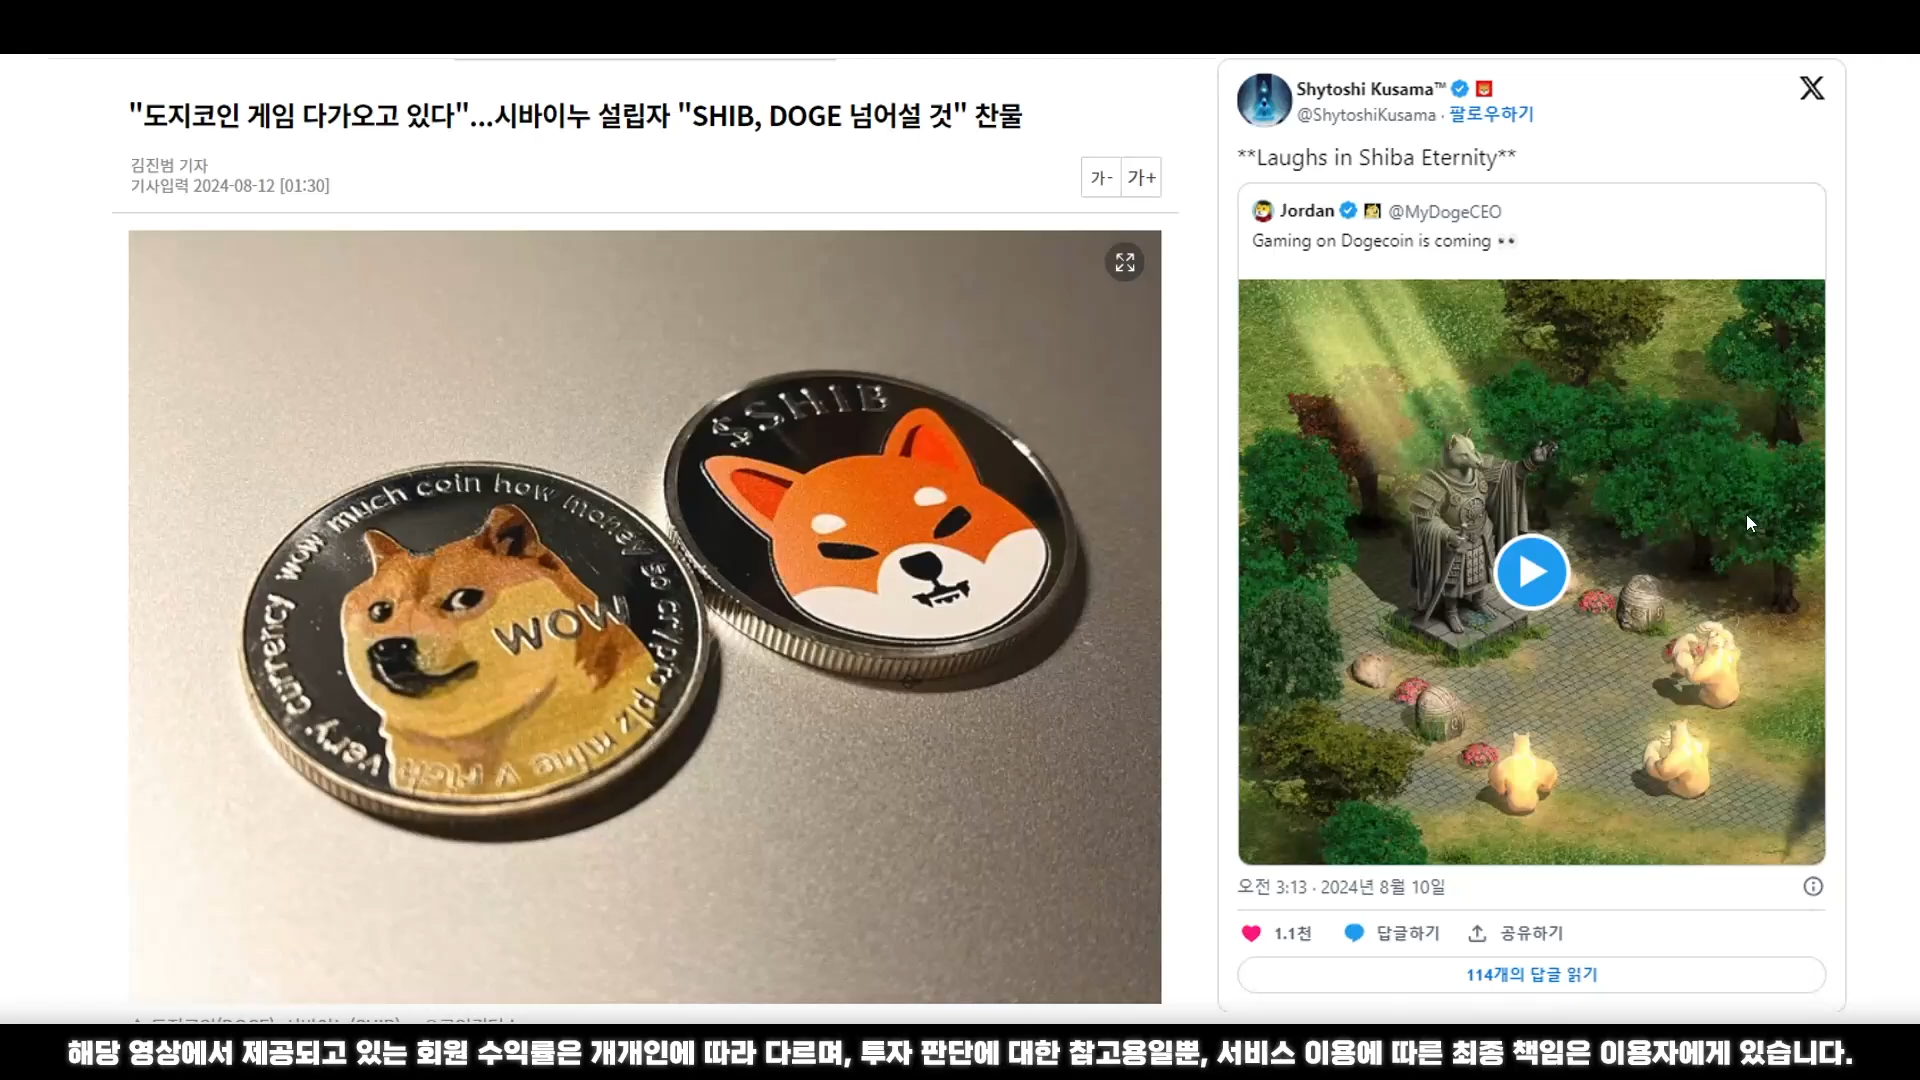 "도지코인 게임 다가오고 있다"...시바이누 설립자 "SHIB, DOGE 넘어설 것" 찬물
김진범 기자
기사입력 2024-08-12 [01:30]
가- 가+
$SHIB
very currency wow much coin how money so crypto plz mine v rich
WOW
Shytoshi Kusama™
@ShytoshiKusama · 팔로우하기
**Laughs in Shiba Eternity**
Jordan @MyDogeCEO
Gaming on Dogecoin is coming 👀
오전 3:13 · 2024년 8월 10일
1.1천 답글하기 공유하기
114개의 답글 읽기
해당 영상에서 제공되고 있는 회원 수익률은 개개인에 따라 다르며, 투자 판단에 대한 참고용일뿐, 서비스 이용에 따른 최종 책임은 이용자에게 있습니다.